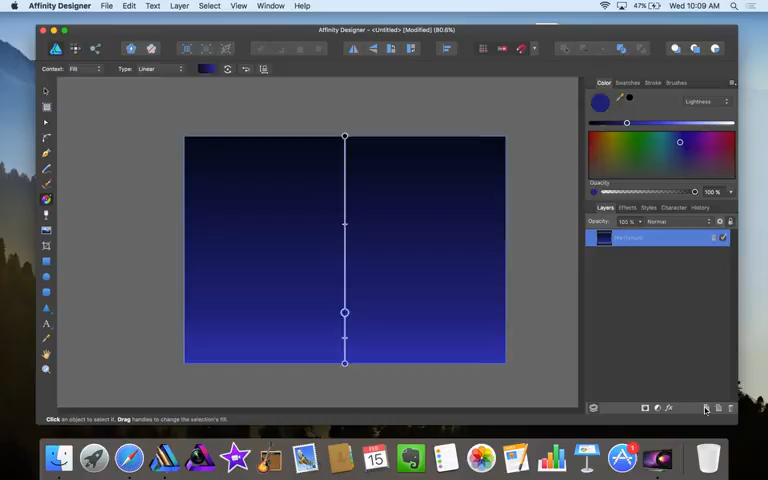 Affinity Designer File Edit Text Layer Select View Window Help 47% Wed 10:09 AM
Affinity Designer - <Untitled> [Modified] (80.6%)
Context: Fill Type: Linear
Color Swatches Stroke Brushes
Lightness
Opacity
100 %
Layers Effects Styles Character History
Opacity: 100 % Normal
(Rectangle)
Click an object to select it. Drag handles to change the selection's fill.
FEB
15
1